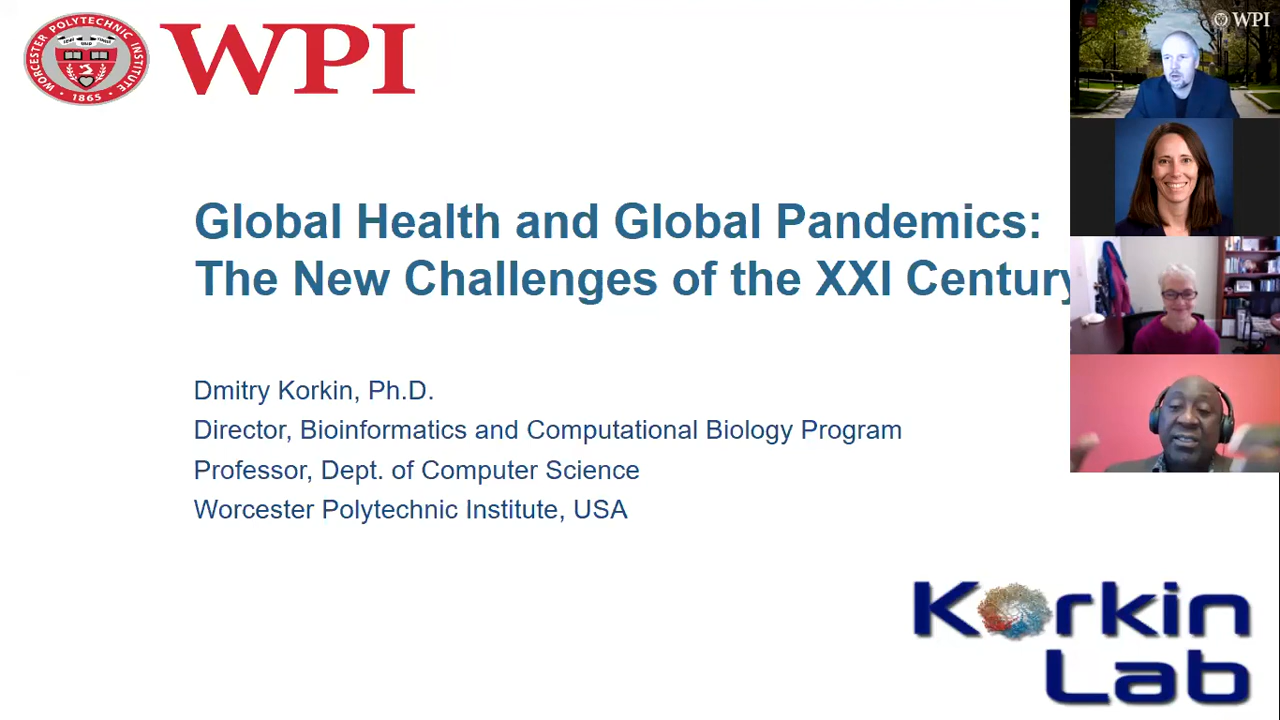 WORCESTER POLYTECHNIC INSTITUTE
1865
WPI
WPI
Global Health and Global Pandemics:
The New Challenges of the XXI Century
Dmitry Korkin, Ph.D.
Director, Bioinformatics and Computational Biology Program
Professor, Dept. of Computer Science
Worcester Polytechnic Institute, USA
Korkin
Lab